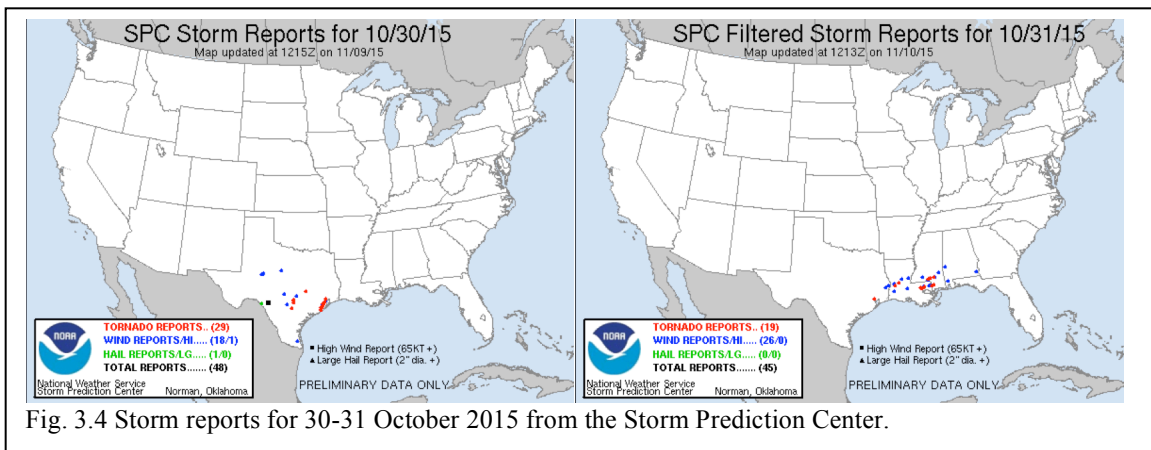 SPC Storm Reports for 10/30/15
Map updated at 1215Z on 11/09/15
TORNADO REPORTS.. (29)
WIND REPORTS/HI..... (18/1)
HAIL REPORTS/LG..... (1/0)
TOTAL REPORTS....... (48)
NOAA
National Weather Service
Storm Prediction Center Norman, Oklahoma
■ High Wind Report (65KT +)
▲ Large Hail Report (2" dia. +)
PRELIMINARY DATA ONLY
SPC Filtered Storm Reports for 10/31/15
Map updated at 1213Z on 11/10/15
TORNADO REPORTS.. (19)
WIND REPORTS/HI..... (26/0)
HAIL REPORTS/LG..... (0/0)
TOTAL REPORTS....... (45)
NOAA
National Weather Service
Storm Prediction Center Norman, Oklahoma
■ High Wind Report (65KT +)
▲ Large Hail Report (2" dia. +)
PRELIMINARY DATA ONLY
Fig. 3.4 Storm reports for 30-31 October 2015 from the Storm Prediction Center.